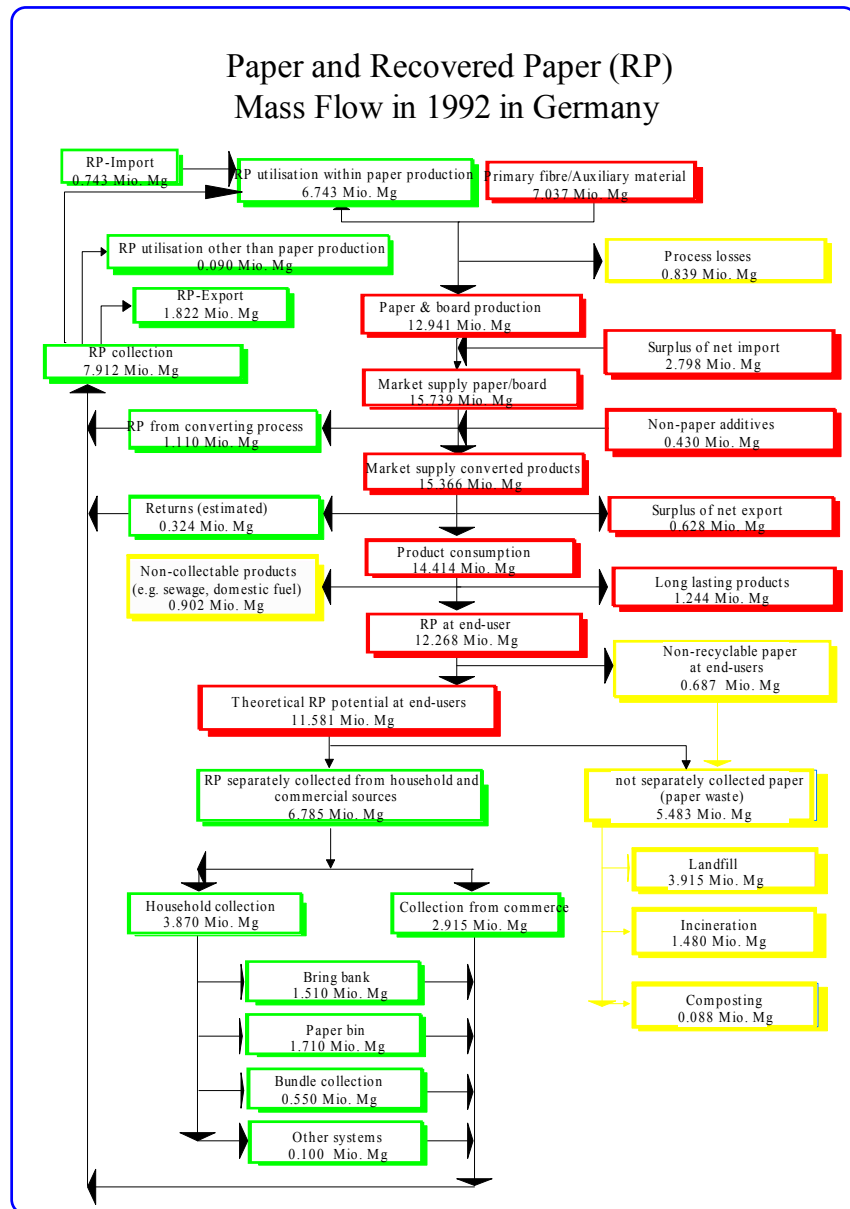 Paper and Recovered Paper (RP)
Mass Flow in 1992 in Germany
RP-Import
0.743 Mio. Mg
RP utilisation within paper production
6.743 Mio. Mg
Primary fibre/Auxiliary material
7.037 Mio. Mg
RP utilisation other than paper production
0.090 Mio. Mg
Process losses
0.839 Mio. Mg
RP-Export
1.822 Mio. Mg
Paper & board production
12.941 Mio. Mg
RP collection
7.912 Mio. Mg
Surplus of net import
2.798 Mio. Mg
Market supply paper/board
15.739 Mio. Mg
RP from converting process
1.110 Mio. Mg
Non-paper additives
0.430 Mio. Mg
Market supply converted products
15.366 Mio. Mg
Returns (estimated)
0.324 Mio. Mg
Surplus of net export
0.628 Mio. Mg
Product consumption
14.414 Mio. Mg
Non-collectable products
(e.g. sewage, domestic fuel)
0.902 Mio. Mg
Long lasting products
1.244 Mio. Mg
RP at end-user
12.268 Mio. Mg
Non-recyclable paper
at end-users
0.687 Mio. Mg
Theoretical RP potential at end-users
11.581 Mio. Mg
RP separately collected from household and
commercial sources
6.785 Mio. Mg
not separately collected paper
(paper waste)
5.483 Mio. Mg
Landfill
3.915 Mio. Mg
Household collection
3.870 Mio. Mg
Collection from commerce
2.915 Mio. Mg
Incineration
1.480 Mio. Mg
Bring bank
1.510 Mio. Mg
Composting
0.088 Mio. Mg
Paper bin
1.710 Mio. Mg
Bundle collection
0.550 Mio. Mg
Other systems
0.100 Mio. Mg